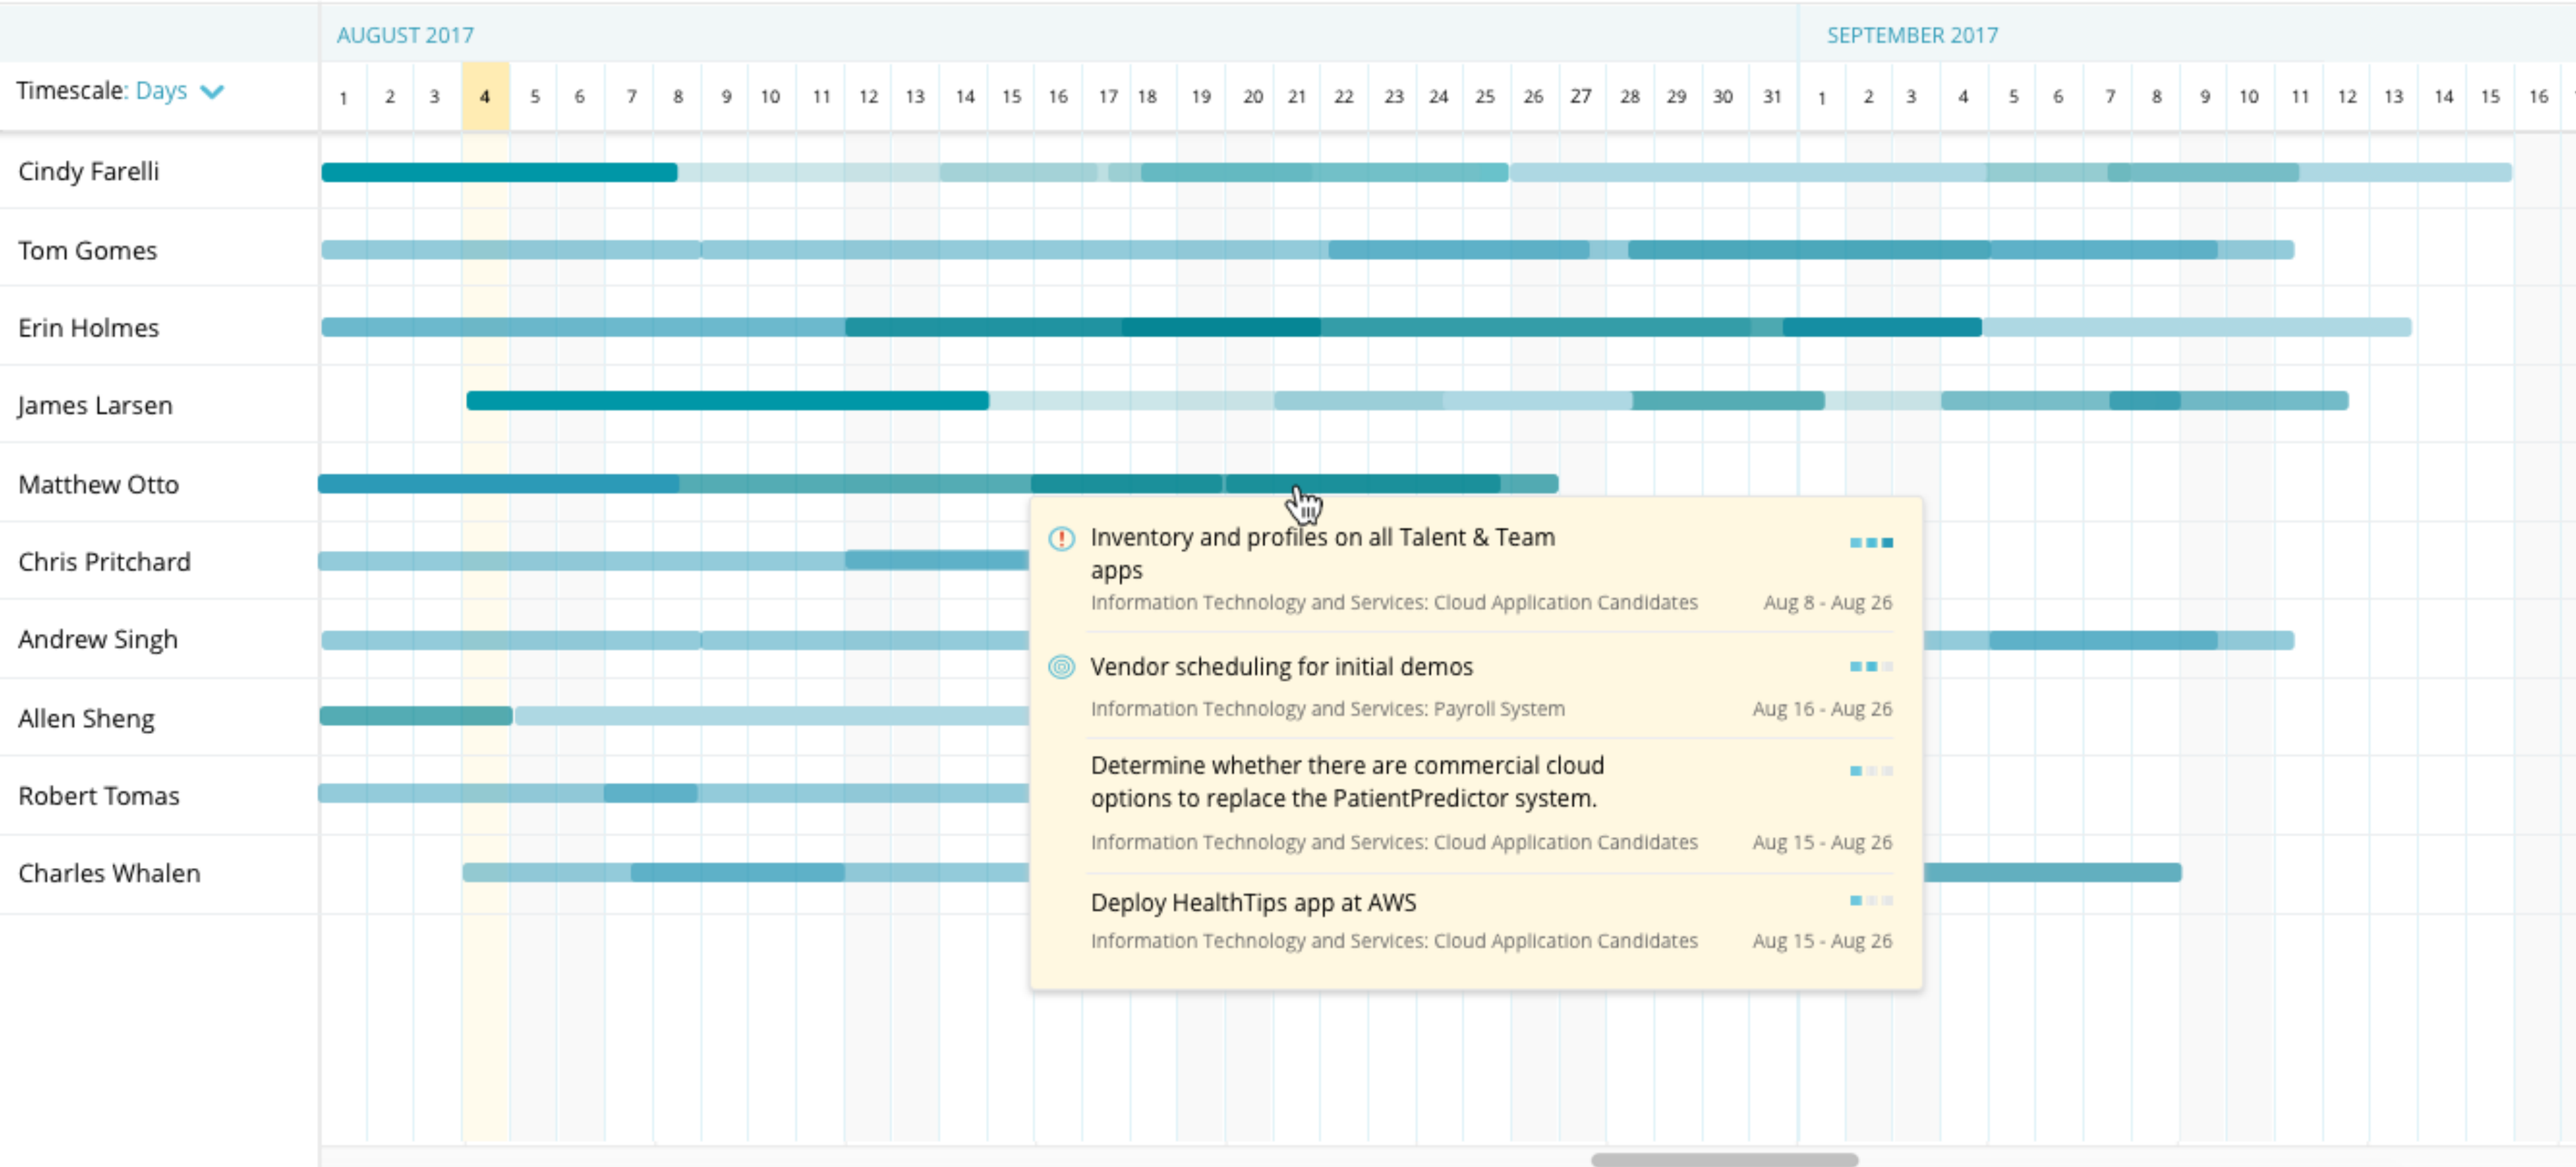 AUGUST 2017 SEPTEMBER 2017
Timescale: Days 1 2 3 4 5 6 7 8 9 10 11 12 13 14 15 16 17 18 19 20 21 22 23 24 25 26 27 28 29 30 31 1 2 3 4 5 6 7 8 9 10 11 12 13 14 15 16
Cindy Farelli
Tom Gomes
Erin Holmes
James Larsen
Matthew Otto
Chris Pritchard
Andrew Singh
Allen Sheng
Robert Tomas
Charles Whalen
Inventory and profiles on all Talent & Team
apps
Information Technology and Services: Cloud Application Candidates Aug 8 - Aug 26
Vendor scheduling for initial demos
Information Technology and Services: Payroll System Aug 16 - Aug 26
Determine whether there are commercial cloud
options to replace the PatientPredictor system.
Information Technology and Services: Cloud Application Candidates Aug 15 - Aug 26
Deploy HealthTips app at AWS
Information Technology and Services: Cloud Application Candidates Aug 15 - Aug 26